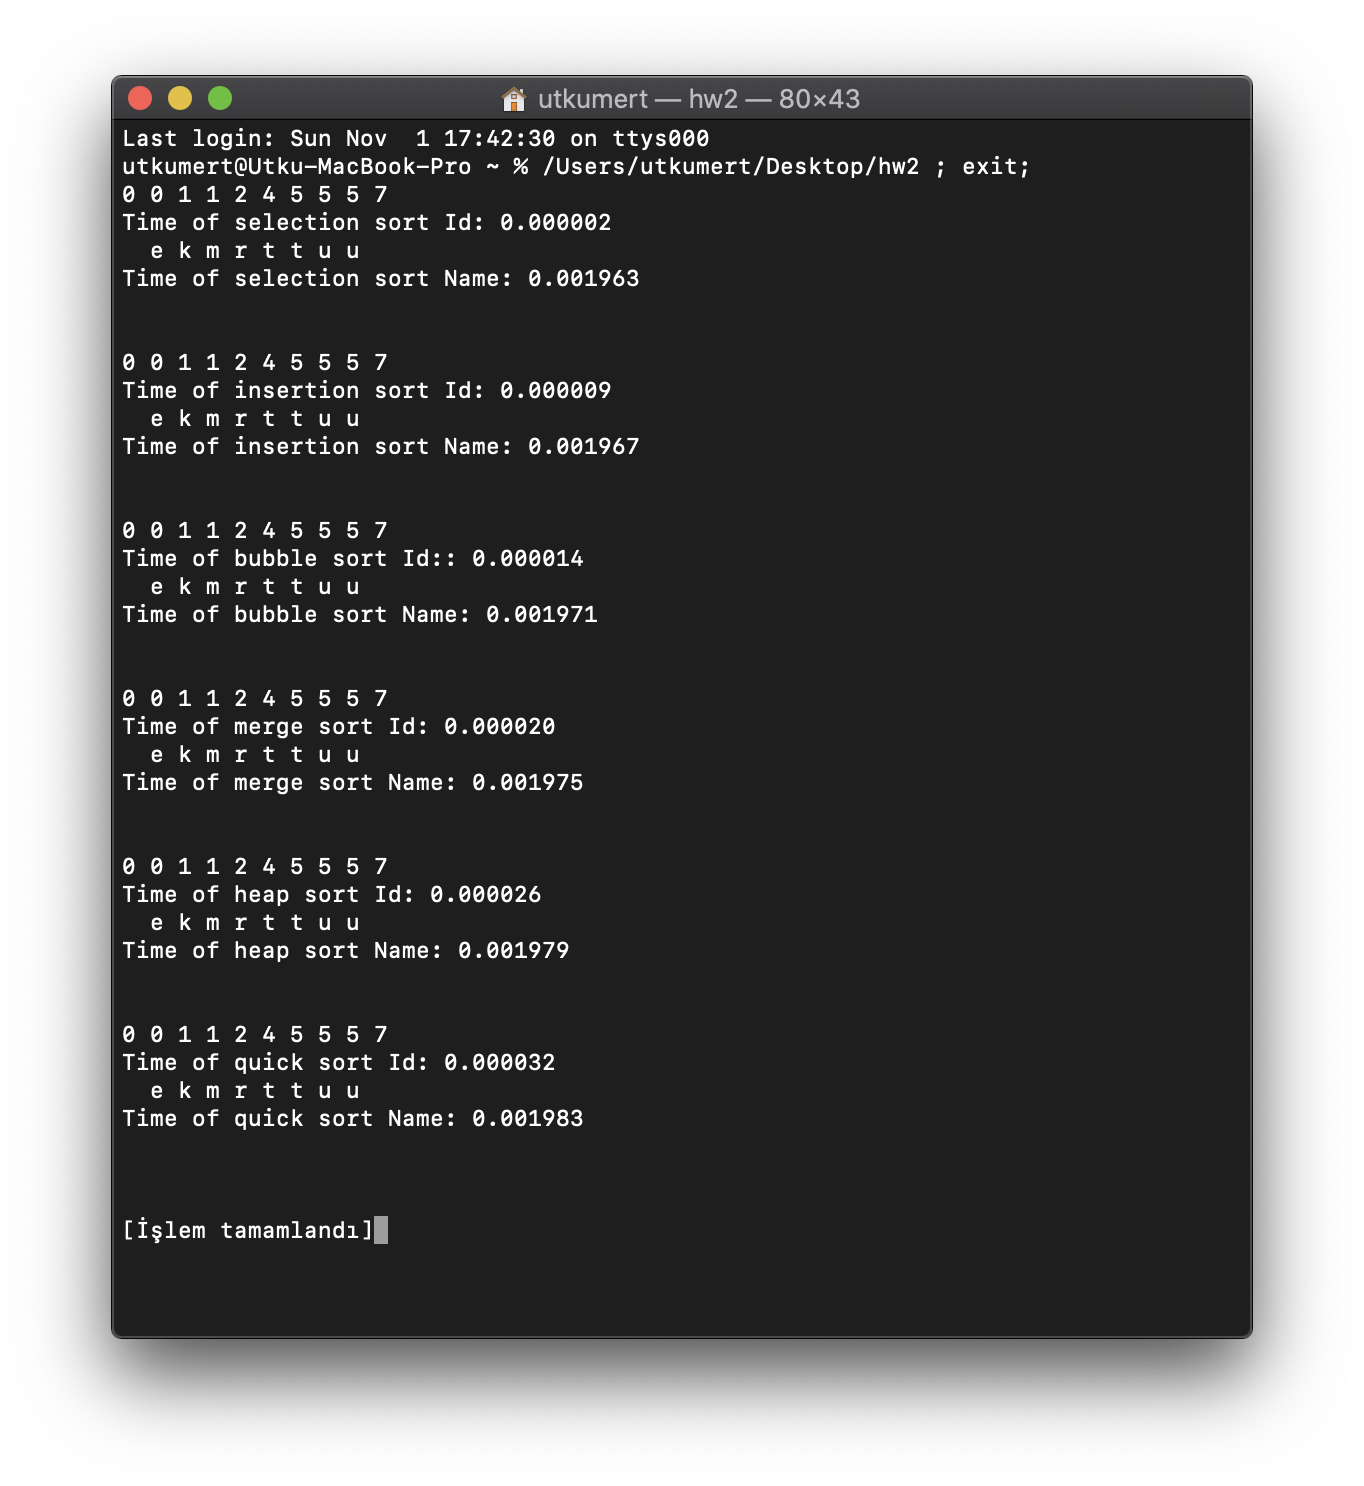 utkumert — hw2 — 80×43
Last login: Sun Nov  1 17:42:30 on ttys000
utkumert@Utku-MacBook-Pro ~ % /Users/utkumert/Desktop/hw2 ; exit;
0 0 1 1 2 4 5 5 5 7
Time of selection sort Id: 0.000002
  e k m r t t u u
Time of selection sort Name: 0.001963
0 0 1 1 2 4 5 5 5 7
Time of insertion sort Id: 0.000009
  e k m r t t u u
Time of insertion sort Name: 0.001967
0 0 1 1 2 4 5 5 5 7
Time of bubble sort Id:: 0.000014
  e k m r t t u u
Time of bubble sort Name: 0.001971
0 0 1 1 2 4 5 5 5 7
Time of merge sort Id: 0.000020
  e k m r t t u u
Time of merge sort Name: 0.001975
0 0 1 1 2 4 5 5 5 7
Time of heap sort Id: 0.000026
  e k m r t t u u
Time of heap sort Name: 0.001979
0 0 1 1 2 4 5 5 5 7
Time of quick sort Id: 0.000032
  e k m r t t u u
Time of quick sort Name: 0.001983
[İşlem tamamlandı]